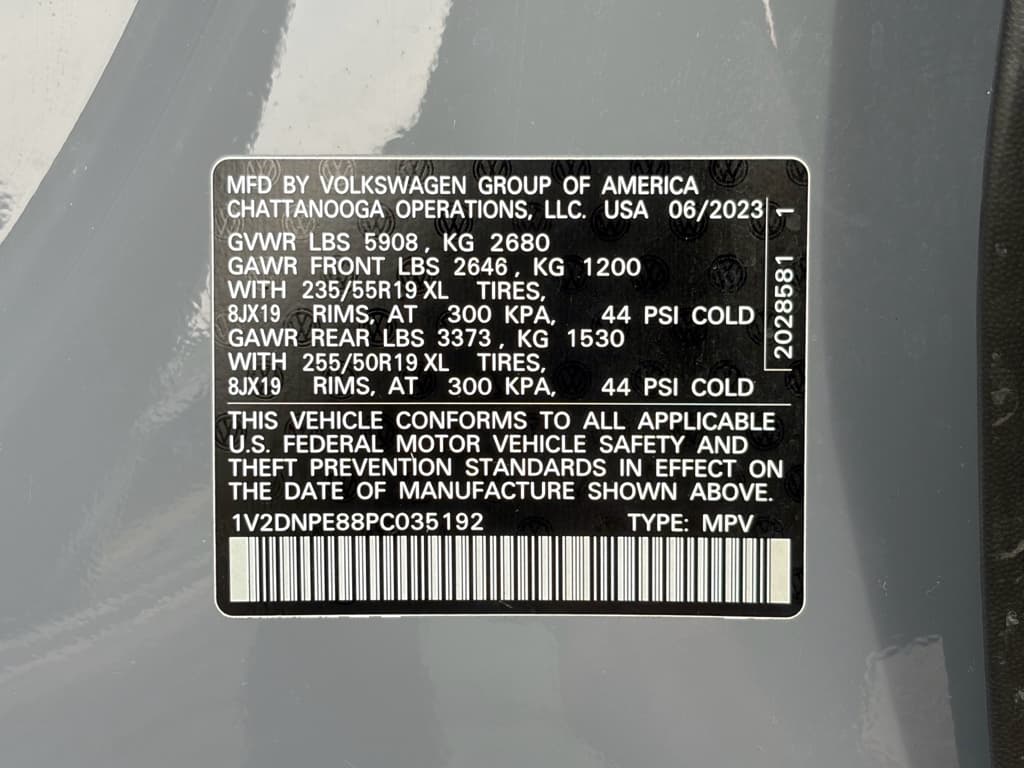 MFD BY VOLKSWAGEN GROUP OF AMERICA
CHATTANOOGA OPERATIONS, LLC. USA 06/2023
GVWR LBS 5908, KG 2680
GAWR FRONT LBS 2646, KG 1200
WITH 235/55R19 XL TIRES,
8JX19 RIMS, AT 300 KPA, 44 PSI COLD
GAWR REAR LBS 3373, KG 1530
WITH 255/50R19 XL TIRES,
8JX19 RIMS, AT 300 KPA, 44 PSI COLD
THIS VEHICLE CONFORMS TO ALL APPLICABLE
U.S. FEDERAL MOTOR VEHICLE SAFETY AND
THEFT PREVENTION STANDARDS IN EFFECT ON
THE DATE OF MANUFACTURE SHOWN ABOVE.
1V2DNPE88PC035192 TYPE: MPV
2028581 1